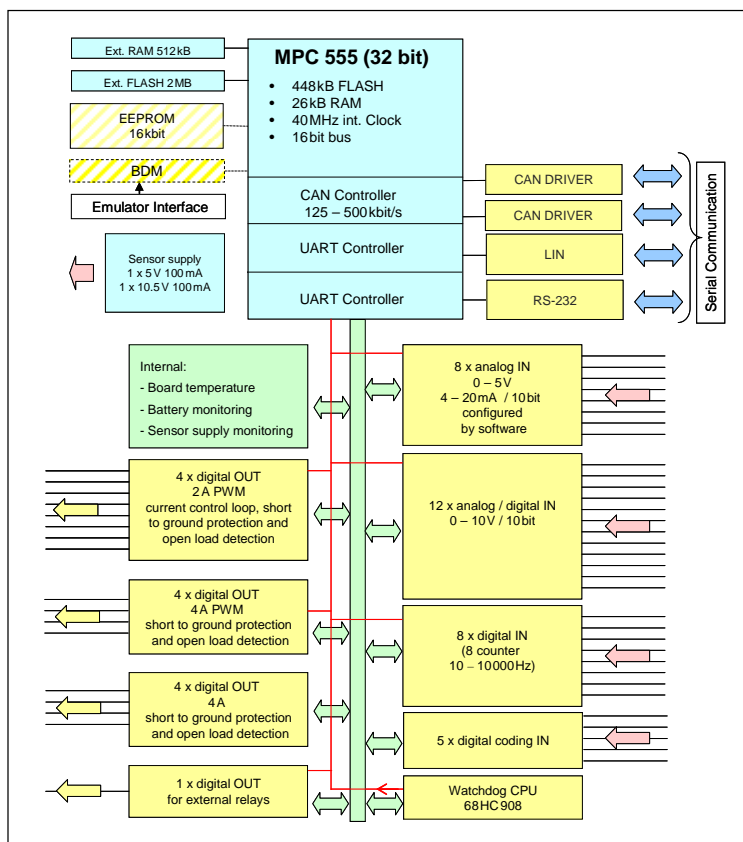 Ext. RAM 512kB
Ext. FLASH 2MB
EEPROM
16kbit
BDM
Emulator Interface
Sensor supply
1 x 5V 100mA
1 x 10.5V 100mA
MPC 555 (32 bit)
• 448kB FLASH
• 26kB RAM
• 40MHz int. Clock
• 16bit bus
CAN Controller
125 – 500kbit/s
UART Controller
UART Controller
CAN DRIVER
CAN DRIVER
LIN
RS-232
Serial Communication
Internal:
- Board temperature
- Battery monitoring
- Sensor supply monitoring
8 x analog IN
0 – 5V
4 – 20mA / 10bit
configured
by software
4 x digital OUT
2A PWM
current control loop, short
to ground protection and
open load detection
12 x analog / digital IN
0 – 10V / 10bit
4 x digital OUT
4A PWM
short to ground protection
and open load detection
8 x digital IN
(8 counter
10 – 10000Hz)
4 x digital OUT
4A
short to ground protection
and open load detection
5 x digital coding IN
1 x digital OUT
for external relays
Watchdog CPU
68HC908